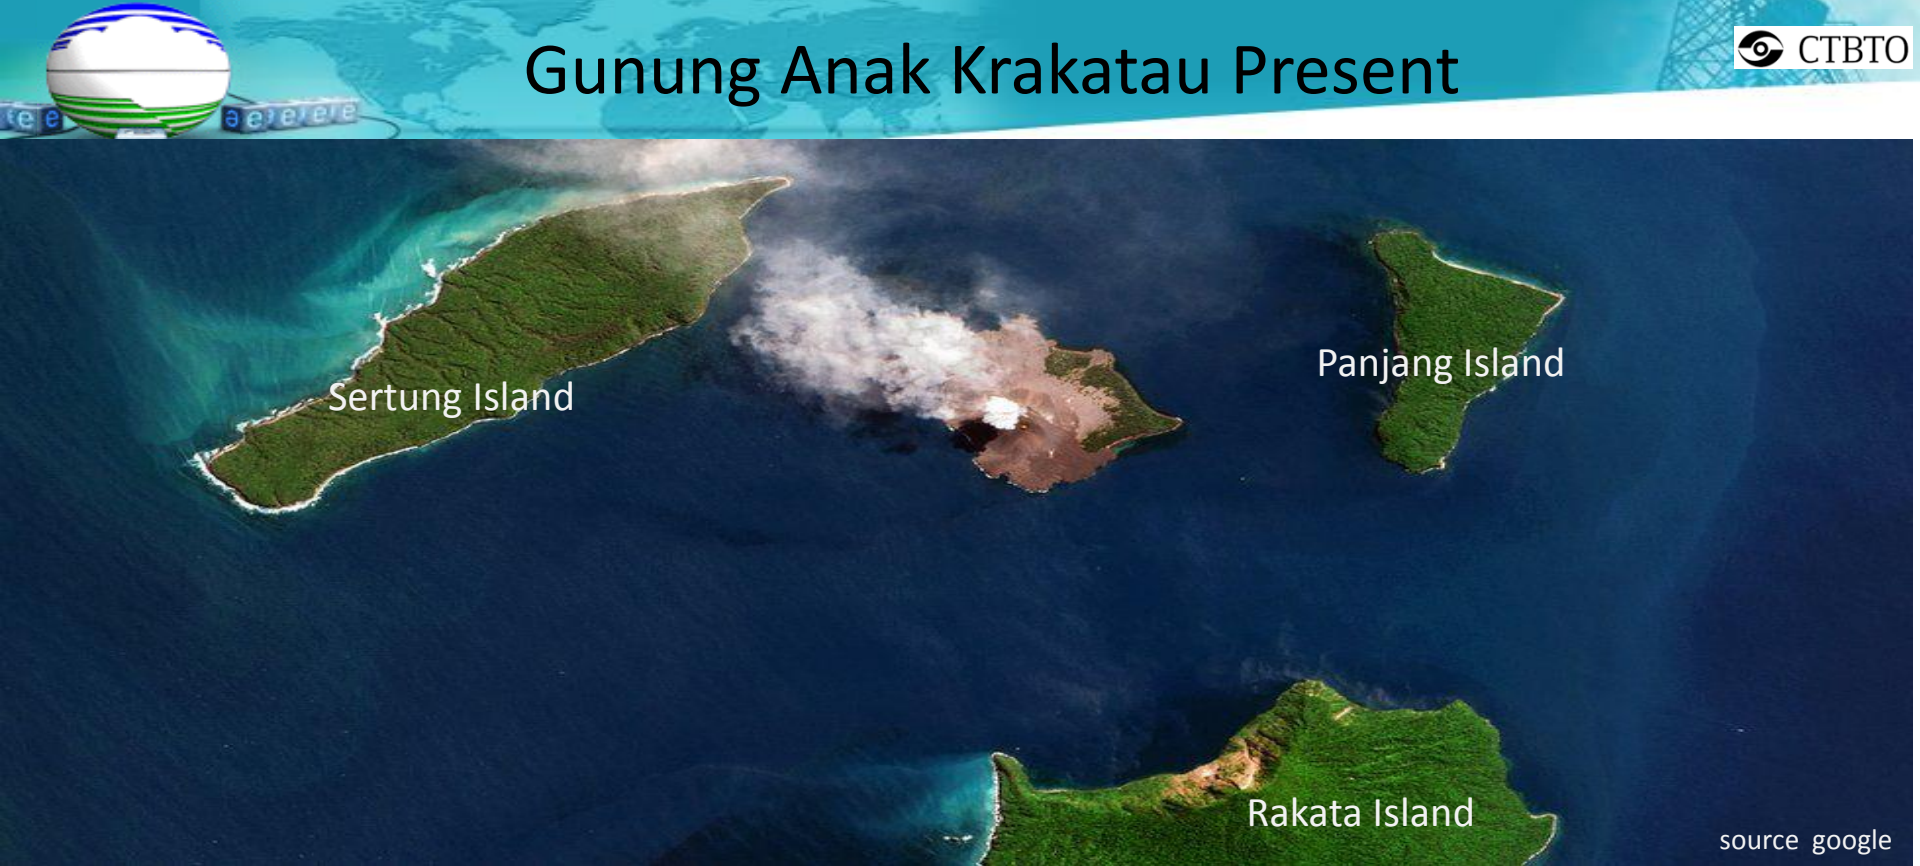 Gunung Anak Krakatau Present
CTBTO
Sertung Island
Panjang Island
Rakata Island
source google